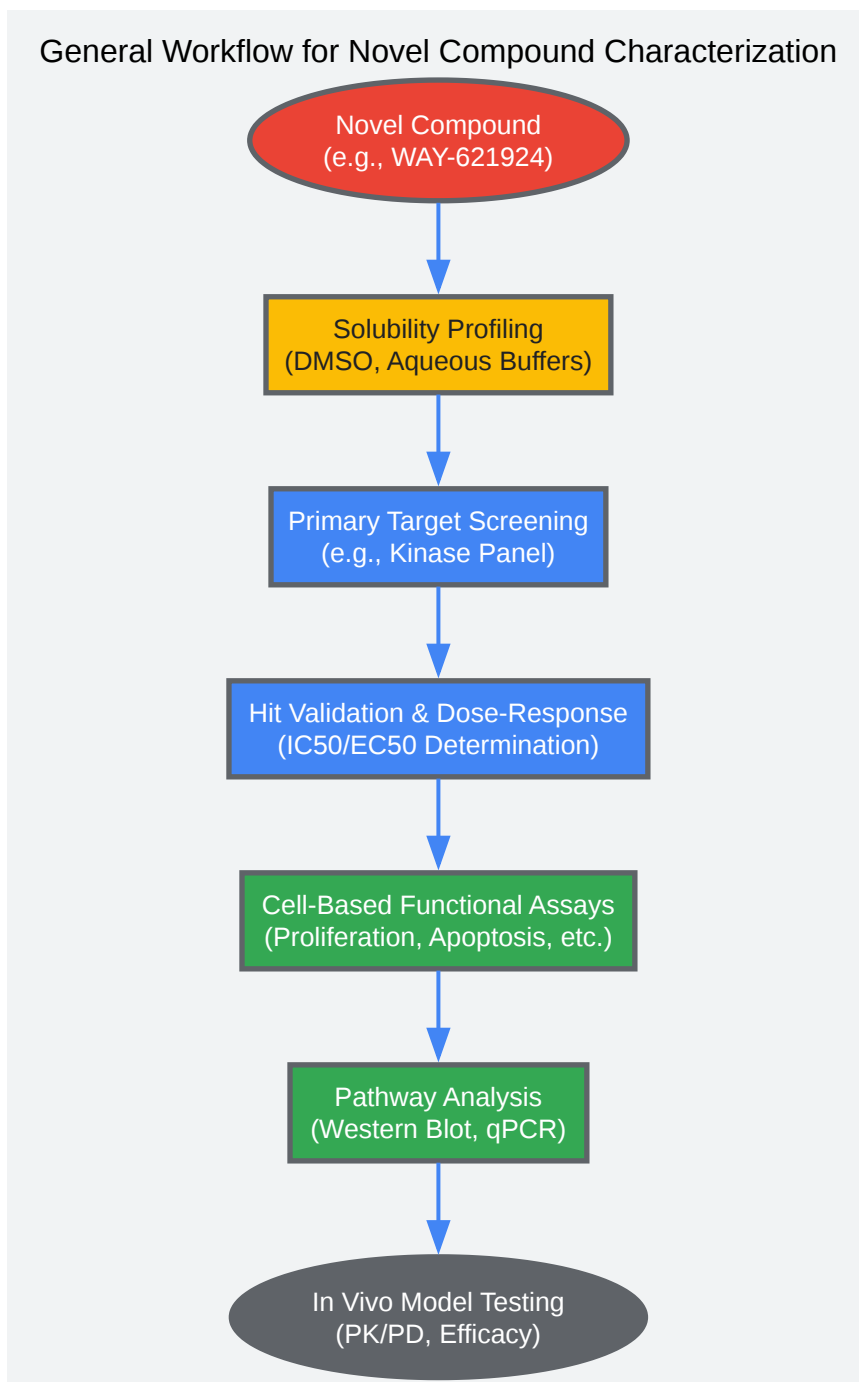 General Workflow for Novel Compound Characterization
Novel Compound
(e.g., WAY-621924)
Solubility Profiling
(DMSO, Aqueous Buffers)
Primary Target Screening
(e.g., Kinase Panel)
Hit Validation & Dose-Response
(IC50/EC50 Determination)
Cell-Based Functional Assays
(Proliferation, Apoptosis, etc.)
Pathway Analysis
(Western Blot, qPCR)
In Vivo Model Testing
(PK/PD, Efficacy)